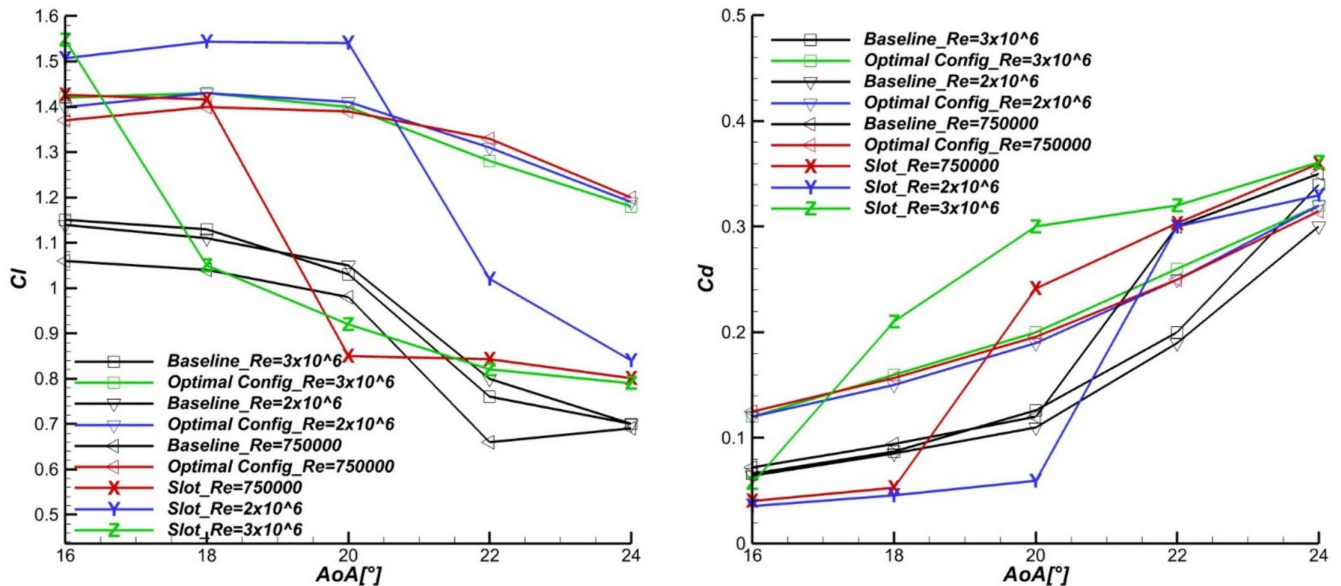 1.6
1.5
1.4
1.3
1.2
1.1
1
0.9
0.8
0.7
0.6
0.5
Cl
16
18
20
22
24
AoA[°]
Baseline_Re=3x10^6
Optimal Config_Re=3x10^6
Baseline_Re=2x10^6
Optimal Config_Re=2x10^6
Baseline_Re=750000
Optimal Config_Re=750000
Slot_Re=750000
Slot_Re=2x10^6
Slot_Re=3x10^6
0.5
0.4
0.3
0.2
0.1
0
Cd
16
18
20
22
24
AoA[°]
Baseline_Re=3x10^6
Optimal Config_Re=3x10^6
Baseline_Re=2x10^6
Optimal Config_Re=2x10^6
Baseline_Re=750000
Optimal Config_Re=750000
Slot_Re=750000
Slot_Re=2x10^6
Slot_Re=3x10^6